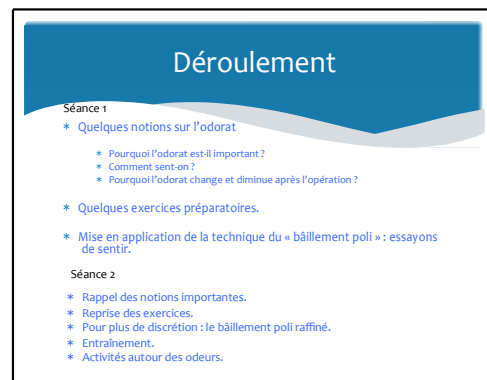 Déroulement
Séance 1
* Quelques notions sur l'odorat
* Pourquoi l'odorat est-il important ?
* Comment sent-on ?
* Pourquoi l'odorat change et diminue après l'opération ?
* Quelques exercices préparatoires.
* Mise en application de la technique du « bâillement poli » : essayons
de sentir.
Séance 2
* Rappel des notions importantes.
* Reprise des exercices.
* Pour plus de discrétion : le bâillement poli raffiné.
* Entraînement.
* Activités autour des odeurs.